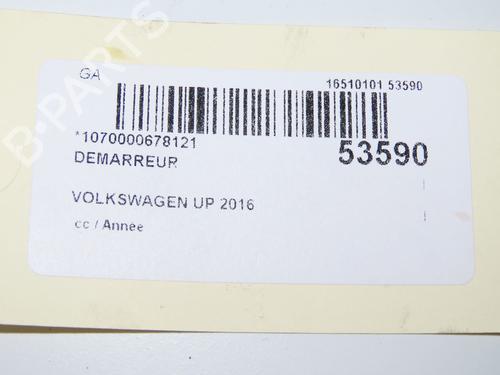 GA
16510101 53590
*1070000678121
53590
DEMARREUR
VOLKSWAGEN UP 2016
cc / Année
B-PARTS